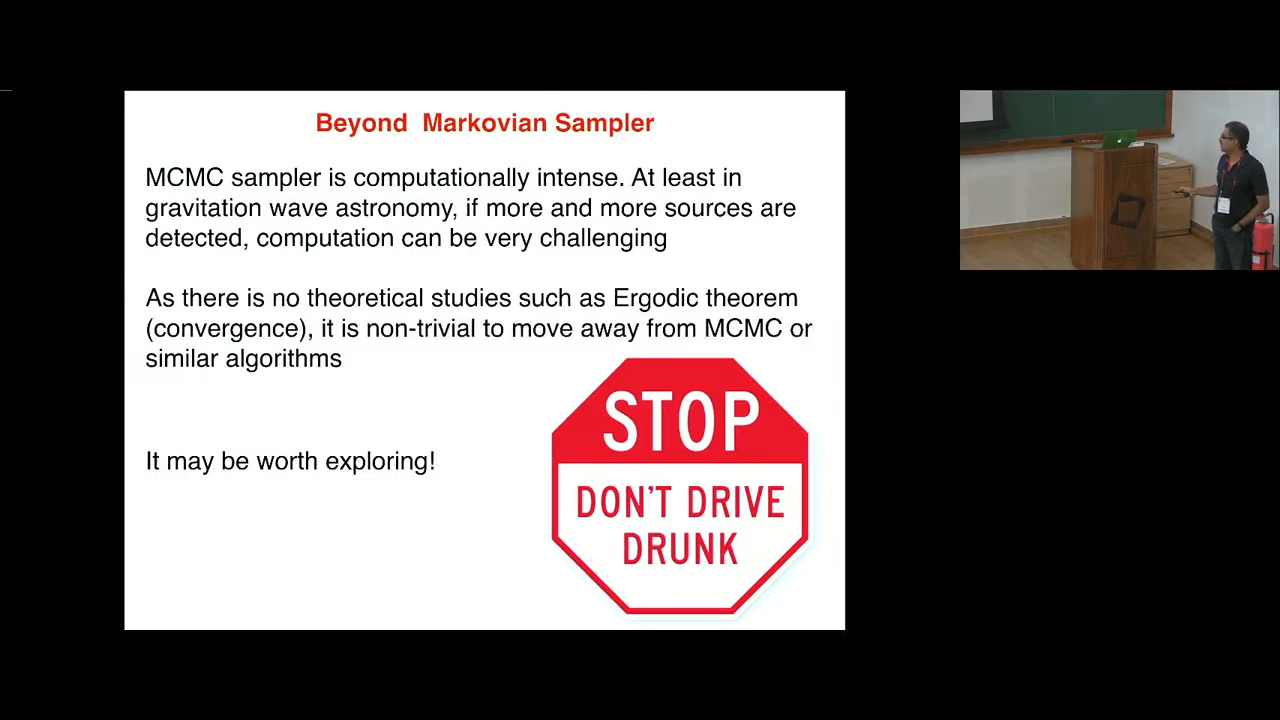 Beyond Markovian Sampler
MCMC sampler is computationally intense. At least in
gravitation wave astronomy, if more and more sources are
detected, computation can be very challenging
As there is no theoretical studies such as Ergodic theorem
(convergence), it is non-trivial to move away from MCMC or
similar algorithms
It may be worth exploring!
STOP
DON'T DRIVE
DRUNK